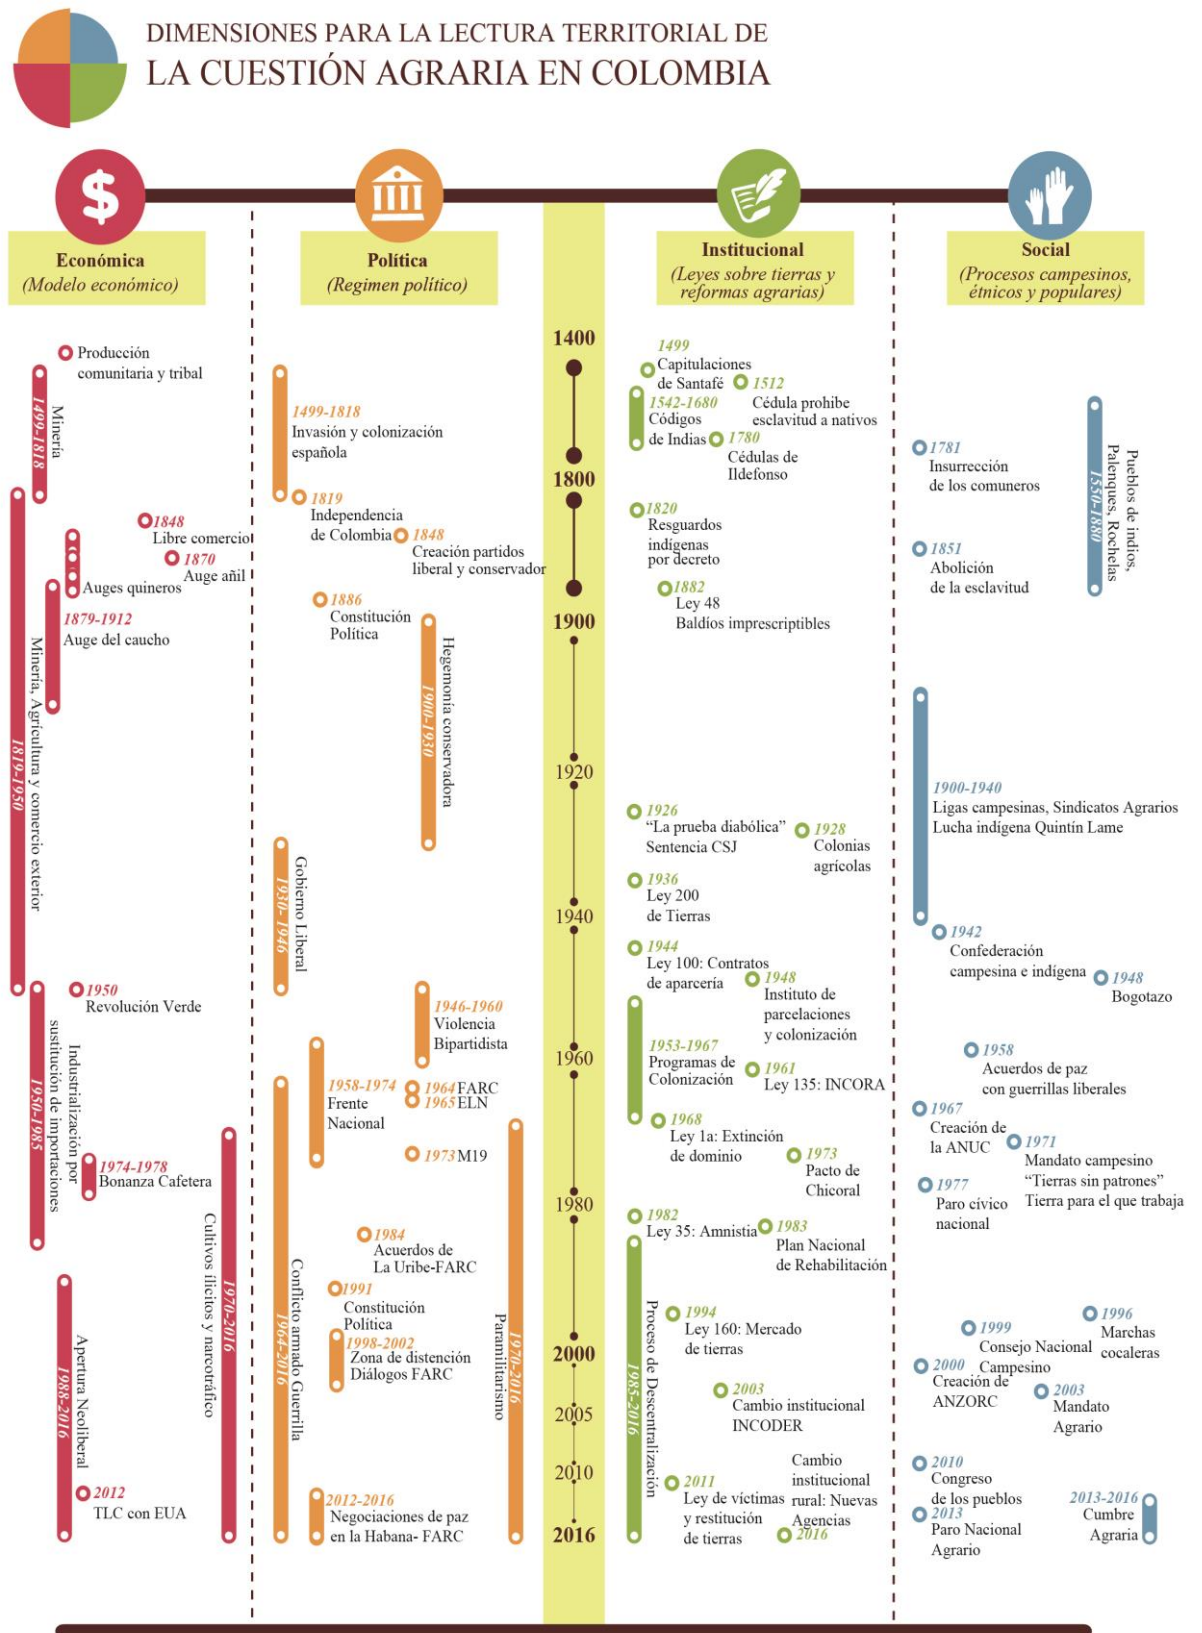 DIMENSIONES PARA LA LECTURA TERRITORIAL DE
LA CUESTIÓN AGRARIA EN COLOMBIA
$
Económica
(Modelo económico)
Producción
comunitaria y tribal
Minería
1499-1818
1848
Libre comercio
1870
Auge añil
Auges quineros
1879-1912
Auge del caucho
Minería, Agrícultura y comercio exterior
1819-1950
1950
Revolución Verde
Industrialización por
sustitución de importaciones
1950-1985
1974-1978
Bonanza Cafetera
Cultivos ílicitos y narcotráfico
1970-2016
Apertura Neoliberal
1988-2016
2012
TLC con EUA
Política
(Regimen político)
1499-1818
Invasión y colonización
española
1819
Independencia
de Colombia
1848
Creación partidos
liberal y conservador
1886
Constitución
Política
Hegemonía conservadora
1900-1930
Gobierno Liberal
1930- 1946
1946-1960
Violencia
Bipartidista
1958-1974
Frente
Nacional
1964 FARC
1965 ELN
1973 M19
1984
Acuerdos de
La Uribe-FARC
1991
Constitución
Política
1998-2002
Zona de distención
Diálogos FARC
Conflicto armado Guerrilla
1964-2016
Paramilitarismo
1970-2016
2012-2016
Negociaciones de paz
en la Habana- FARC
1400
1800
1900
1920
1940
1960
1980
2000
2005
2010
2016
Institucional
(Leyes sobre tierras y
reformas agrarias)
1499
Capitulaciones
de Santafé
1512
Cédula prohibe
esclavitud a nativos
1542-1680
Códigos
de Indias
1780
Cédulas de
Ildefonso
1820
Resguardos
indígenas
por decreto
1882
Ley 48
Baldíos imprescriptibles
1926
“La prueba diabólica”
Sentencia CSJ
1928
Colonias
agrícolas
1936
Ley 200
de Tierras
1944
Ley 100: Contratos
de aparcería
1948
Instituto de
parcelaciones
y colonización
1953-1967
Programas de
Colonización
1961
Ley 135: INCORA
1968
Ley 1a: Extinción
de dominio
1973
Pacto de
Chicoral
1982
Ley 35: Amnistia
1983
Plan Nacional
de Rehabilitación
Proceso de Descentralización
1985-2016
1994
Ley 160: Mercado
de tierras
2003
Cambio institucional
INCODER
2011
Ley de víctimas
y restitución
de tierras
Cambio
institucional
rural: Nuevas
Agencias
2016
Social
(Procesos campesinos,
étnicos y populares)
1781
Insurrección
de los comuneros
Pueblos de indios,
Palenques, Rochelas
1550-1880
1851
Abolición
de la esclavitud
1900-1940
Ligas campesinas, Sindicatos Agrarios
Lucha indígena Quintín Lame
1942
Confederación
campesina e indígena
1948
Bogotazo
1958
Acuerdos de paz
con guerrillas liberales
1967
Creación de
la ANUC
1971
Mandato campesino
“Tierras sin patrones”
Tierra para el que trabaja
1977
Paro cívico
nacional
1996
Marchas
cocaleras
1999
Consejo Nacional
Campesino
2000
Creación de
ANZORC
2003
Mandato
Agrario
2010
Congreso
de los pueblos
2013
Paro Nacional
Agrario
2013-2016
Cumbre
Agraria